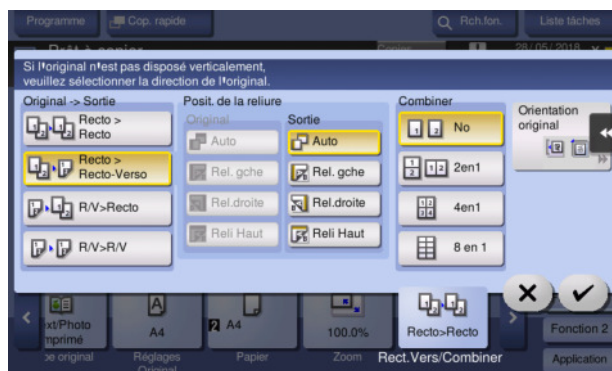 Programme
Cop. rapide
Rch.fon.
Liste tâches
Prêt à copier
Copies
28/05/2018
Si l'original n'est pas disposé verticalement,
veuillez sélectionner la direction de l'original.
Original -> Sortie
Posit. de la reliure
Combiner
Original
Sortie
Orientation
original
Recto >
Recto
Auto
Auto
No
Recto >
Recto-Verso
Rel. gche
Rel. gche
2en1
R/V>Recto
Rel.droite
Rel.droite
4en1
R/V>R/V
Reli Haut
Reli Haut
8 en 1
A4
2 A4
100.0%
Recto>Recto
Fonction 2
original
Réglages
Original
Papier
Zoom
Rect.Vers/Combiner
Application